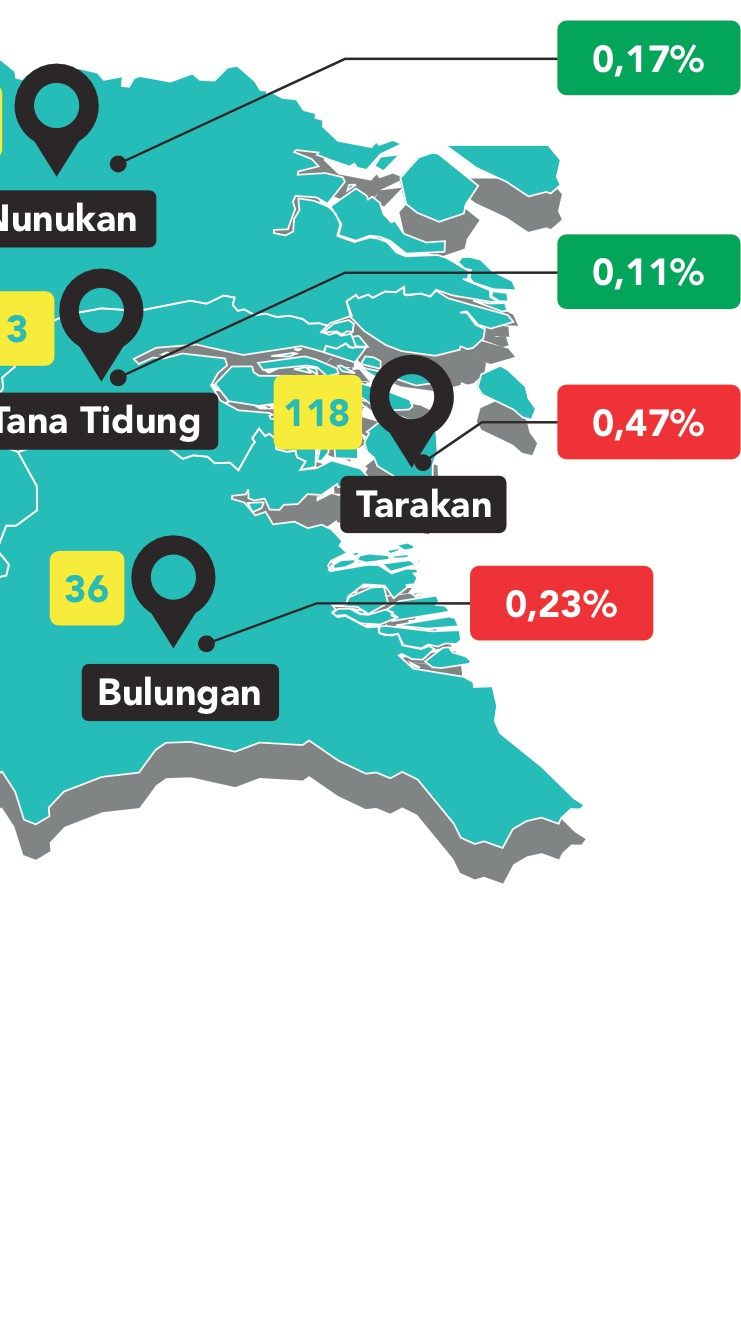 0,17%
Nunukan
0,11%
3
Tana Tidung
118
0,47%
Tarakan
36
0,23%
Bulungan